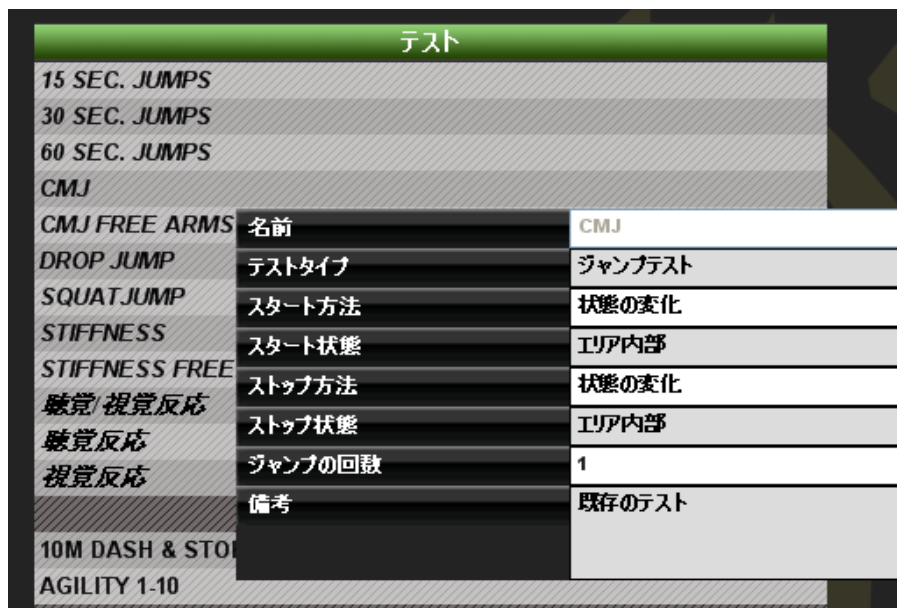 テスト
15 SEC. JUMPS
30 SEC. JUMPS
60 SEC. JUMPS
CMJ
CMJ FREE ARMS
DROP JUMP
SQUATJUMP
STIFFNESS
STIFFNESS FREE
聴覚/視覚反応
聴覚反応
視覚反応
10M DASH & STO
AGILITY 1-10
名前 CMJ
テストタイプ ジャンプテスト
スタート方法 状態の変化
スタート状態 エリア内部
ストップ方法 状態の変化
ストップ状態 エリア内部
ジャンプの回数 1
備考 既存のテスト